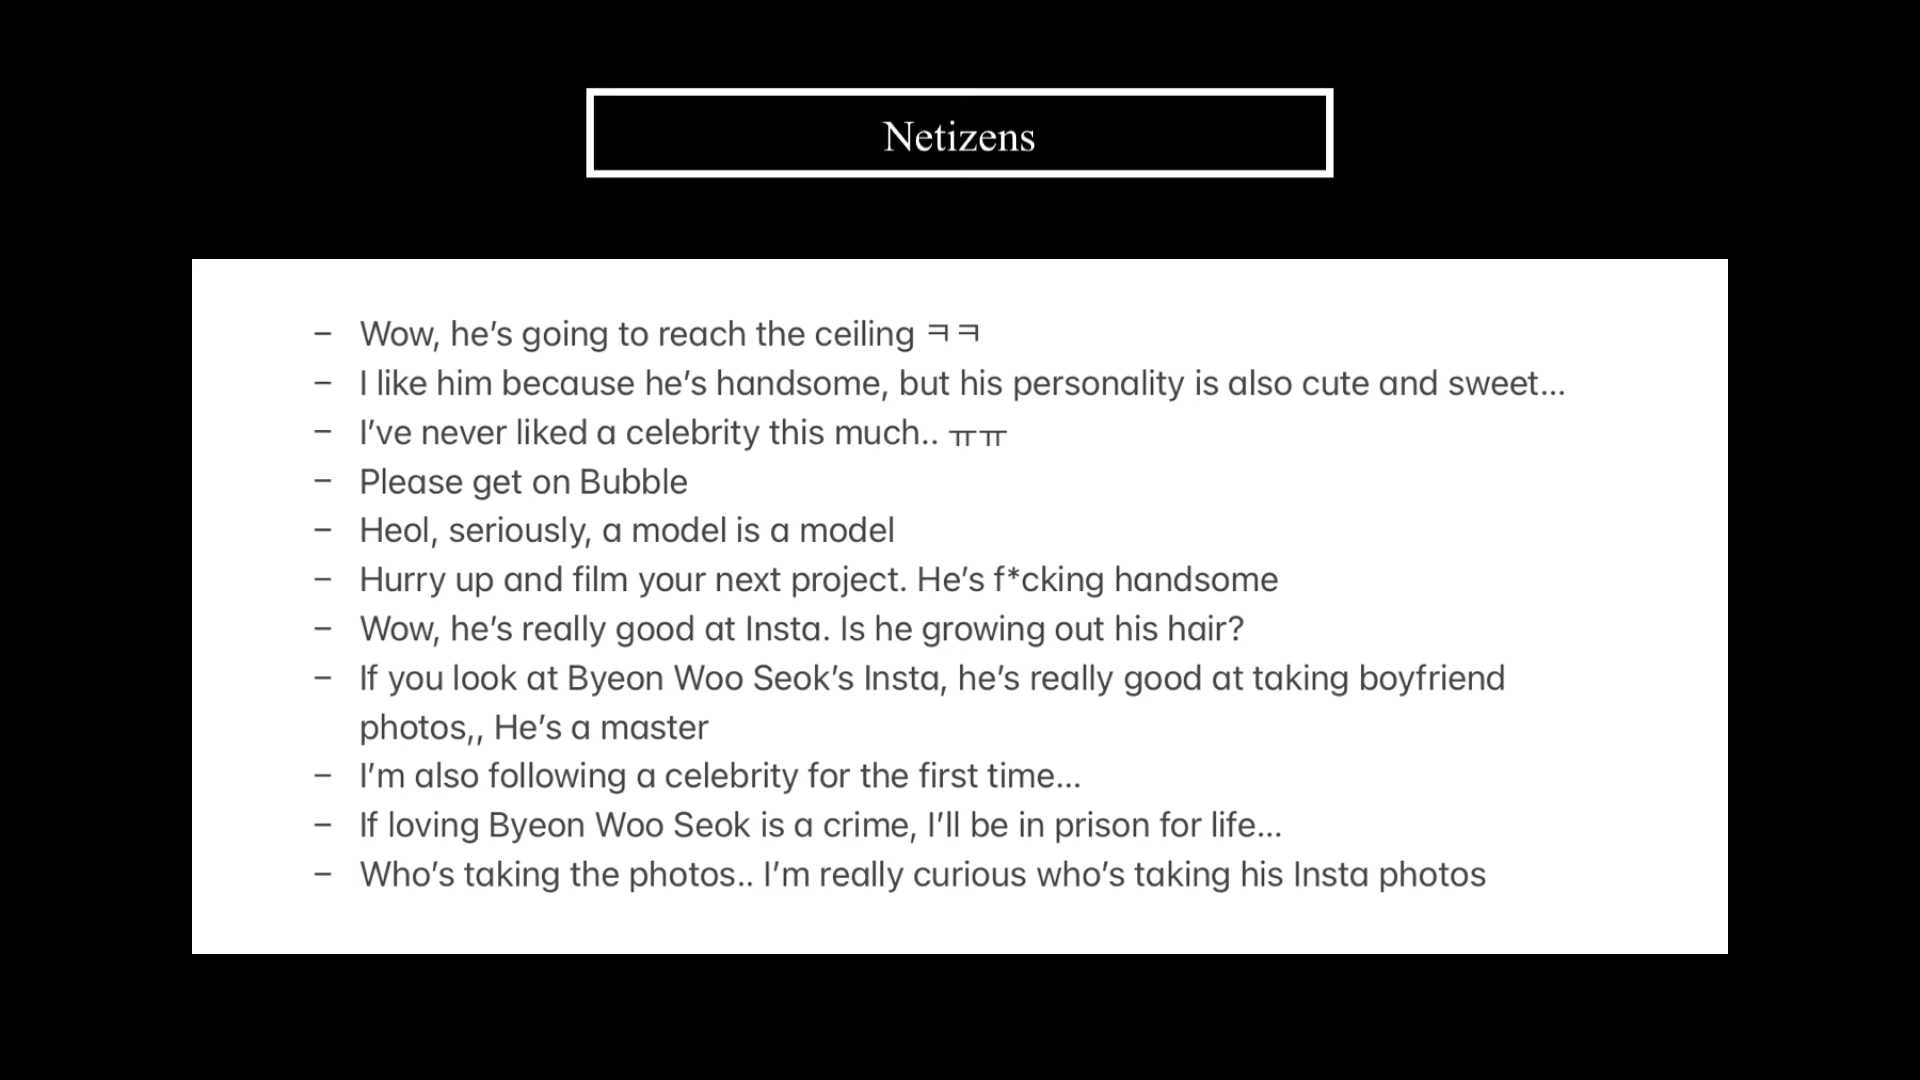 Netizens
– Wow, he’s going to reach the ceiling ㅋㅋ
– I like him because he’s handsome, but his personality is also cute and sweet…
– I’ve never liked a celebrity this much.. ㅠㅠ
– Please get on Bubble
– Heol, seriously, a model is a model
– Hurry up and film your next project. He’s f*cking handsome
– Wow, he’s really good at Insta. Is he growing out his hair?
– If you look at Byeon Woo Seok’s Insta, he’s really good at taking boyfriend
photos,, He’s a master
– I’m also following a celebrity for the first time…
– If loving Byeon Woo Seok is a crime, I’ll be in prison for life…
– Who’s taking the photos.. I’m really curious who’s taking his Insta photos